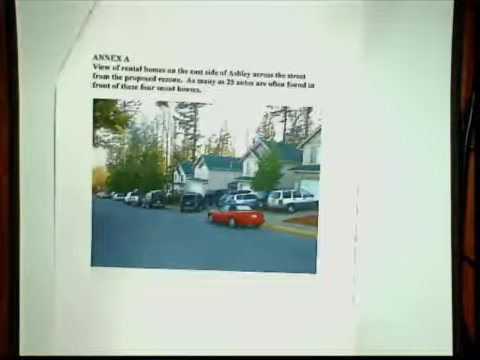 ANNEX A
View of rental homes on the east side of Ashley across the street
from the proposed rezone. As many as 25 autos are often found in
front of these four smart houses.